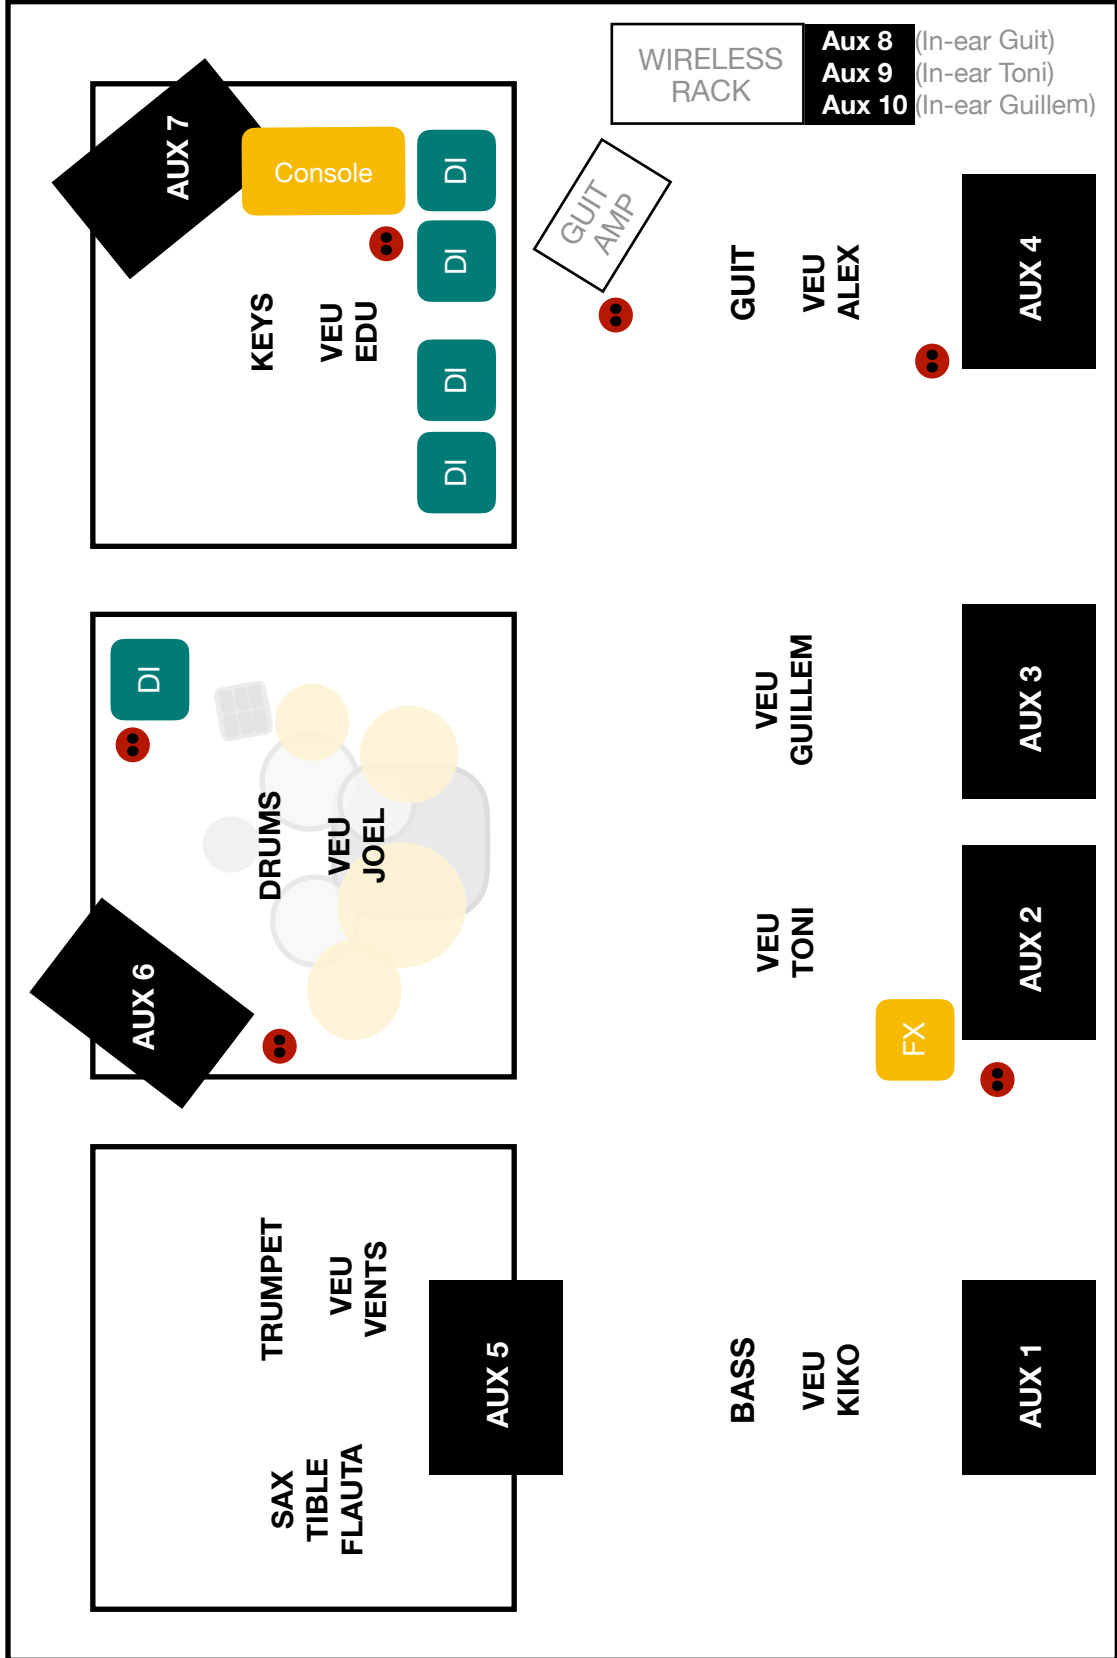 WIRELESS
RACK
Aux 8 (In-ear Guit)
Aux 9 (In-ear Toni)
Aux 10 (In-ear Guillem)
AUX 7
Console
DI
DI
DI
DI
KEYS
VEU
EDU
GUIT
AMP
GUIT
VEU
ALEX
AUX 4
DI
DRUMS
VEU
JOEL
AUX 6
VEU
GUILLEM
AUX 3
VEU
TONI
AUX 2
FX
TRUMPET
VEU
VENTS
SAX
TIBLE
FLAUTA
AUX 5
BASS
VEU
KIKO
AUX 1